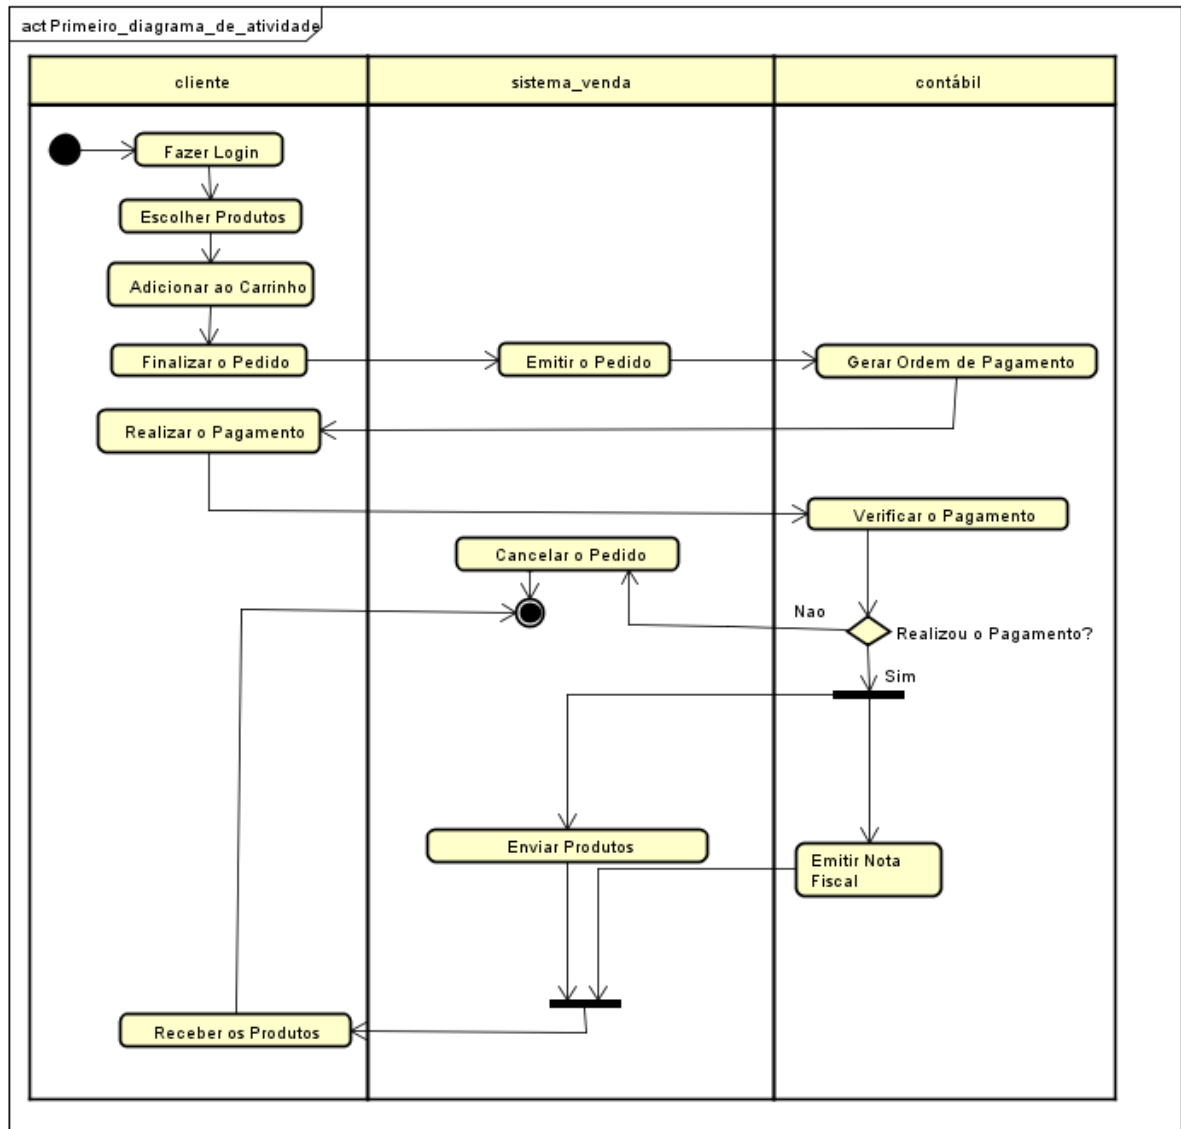 act Primeiro_diagrama_de_atividade
cliente
sistema_venda
contábil
Fazer Login
Escolher Produtos
Adicionar ao Carrinho
Finalizar o Pedido
Emitir o Pedido
Gerar Ordem de Pagamento
Realizar o Pagamento
Verificar o Pagamento
Cancelar o Pedido
Nao
Realizou o Pagamento?
Sim
Enviar Produtos
Emitir Nota
Fiscal
Receber os Produtos